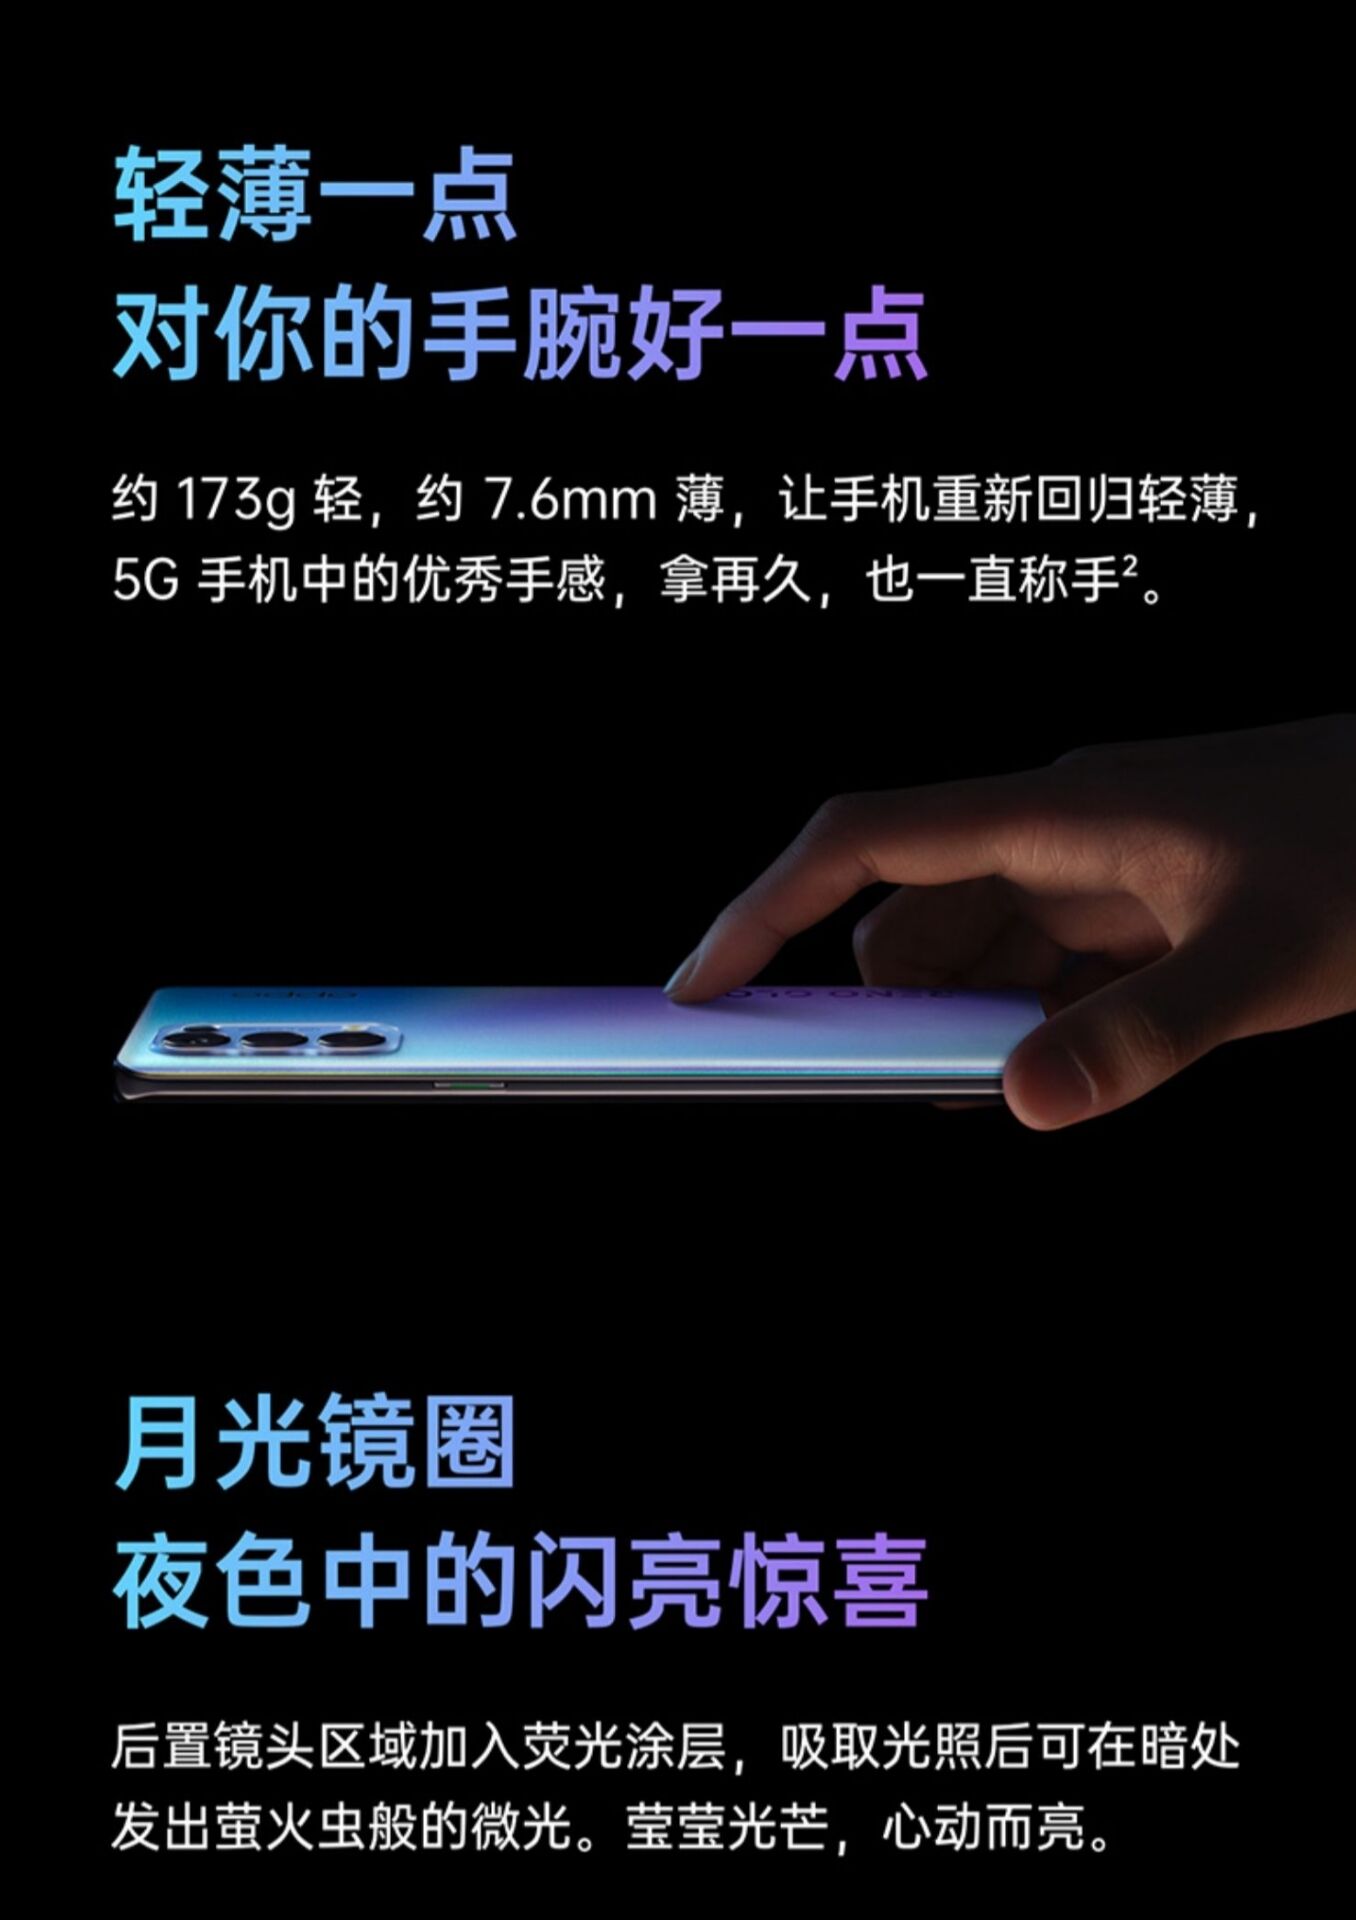 轻薄一点
对你的手腕好一点
约 173g 轻，约 7.6mm 薄，让手机重新回归轻薄，
5G 手机中的优秀手感，拿再久，也一直称手²。
oppo
RENO GLO
月光镜圈
夜色中的闪亮惊喜
后置镜头区域加入荧光涂层，吸取光照后可在暗处
发出萤火虫般的微光。莹莹光芒，心动而亮。